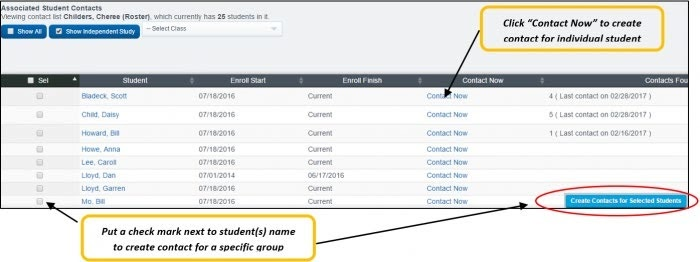 Associated Student Contacts
Viewing contact list Childers, Cheree (Roster), which currently has 25 students in it.
Show All Show Independent Study -- Select Class
Click “Contact Now” to create
contact for individual student
Sel Student Enroll Start Enroll Finish Contact Now Contacts Fou
Bladeck, Scott 07/18/2016 Current Contact Now 4 ( Last contact on 02/28/2017 )
Child, Daisy 07/18/2016 Current Contact Now 5 ( Last contact on 02/28/2017 )
Howard, Bill 07/18/2016 Current Contact Now 1 ( Last contact on 02/16/2017 )
Howe, Anna 07/18/2016 Current Contact Now
Lee, Caroll 07/18/2016 Current Contact Now
Lloyd, Dan 07/01/2014 06/17/2016 Contact Now
Lloyd, Garren 07/18/2016 Current Contact Now
Mo, Bill 07/18/2016 Current Contact Now Create Contacts for Selected Students
Put a check mark next to student(s) name
to create contact for a specific group